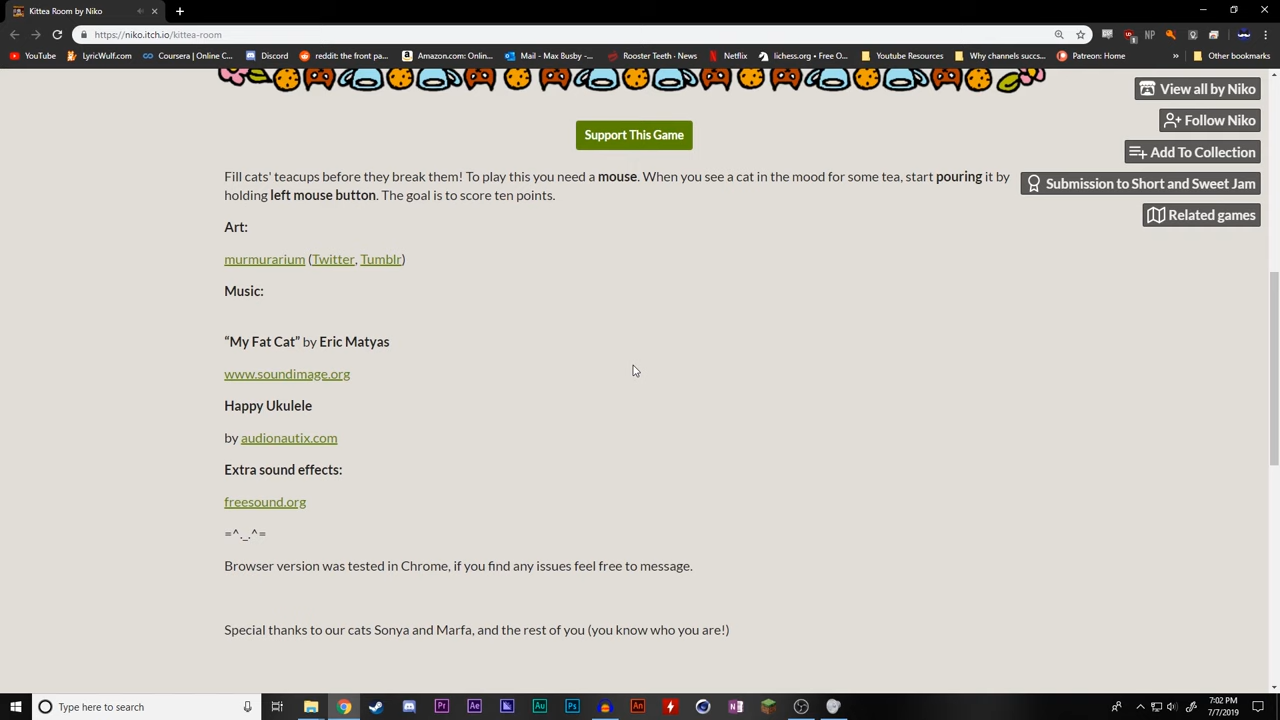 Kittea Room by Niko
https://niko.itch.io/kittea-room
YouTube
LyricWulf.com
Coursera | Online C...
Discord
reddit: the front pa...
Amazon.com: Onlin...
Mail - Max Busby -...
Rooster Teeth - News
Netflix
lichess.org • Free O...
Youtube Resources
Why channels succs...
Patreon: Home
Other bookmarks
View all by Niko
Follow Niko
Add To Collection
Submission to Short and Sweet Jam
Related games
Support This Game
Fill cats' teacups before they break them! To play this you need a mouse. When you see a cat in the mood for some tea, start pouring it by
holding left mouse button. The goal is to score ten points.
Art:
murmurarium (Twitter, Tumblr)
Music:
“My Fat Cat” by Eric Matyas
www.soundimage.org
Happy Ukulele
by audionautix.com
Extra sound effects:
freesound.org
=^._.^=
Browser version was tested in Chrome, if you find any issues feel free to message.
Special thanks to our cats Sonya and Marfa, and the rest of you (you know who you are!)
Type here to search
7:02 PM
7/7/2019